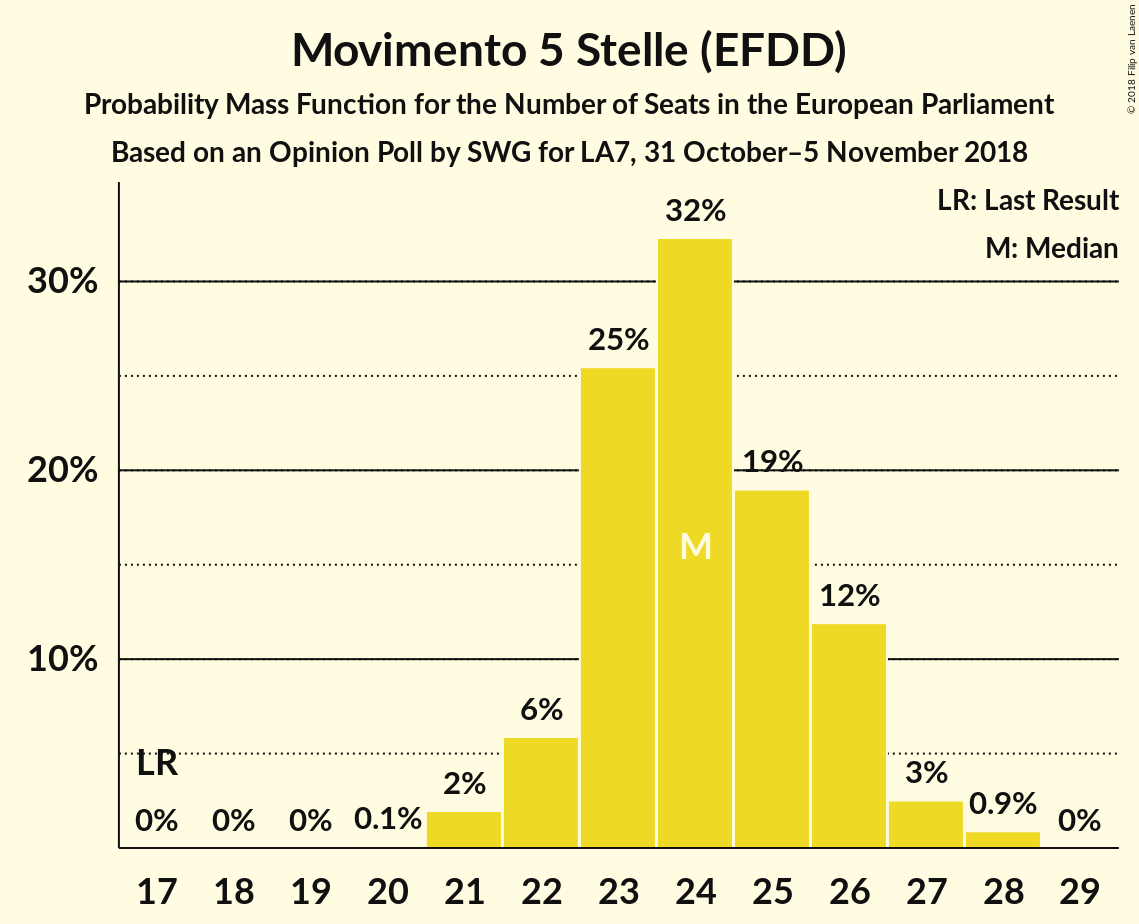 Movimento 5 Stelle (EFDD)
Probability Mass Function for the Number of Seats in the European Parliament
Based on an Opinion Poll by SWG for LA7, 31 October–5 November 2018
© 2018 Filip van Laenen
LR: Last Result
M: Median
32%
30%
25%
20%
19%
M
12%
10%
6%
LR
2%
3%
0%
0%
0%
0.1%
0.9%
0%
17 18 19 20 21 22 23 24 25 26 27 28 29